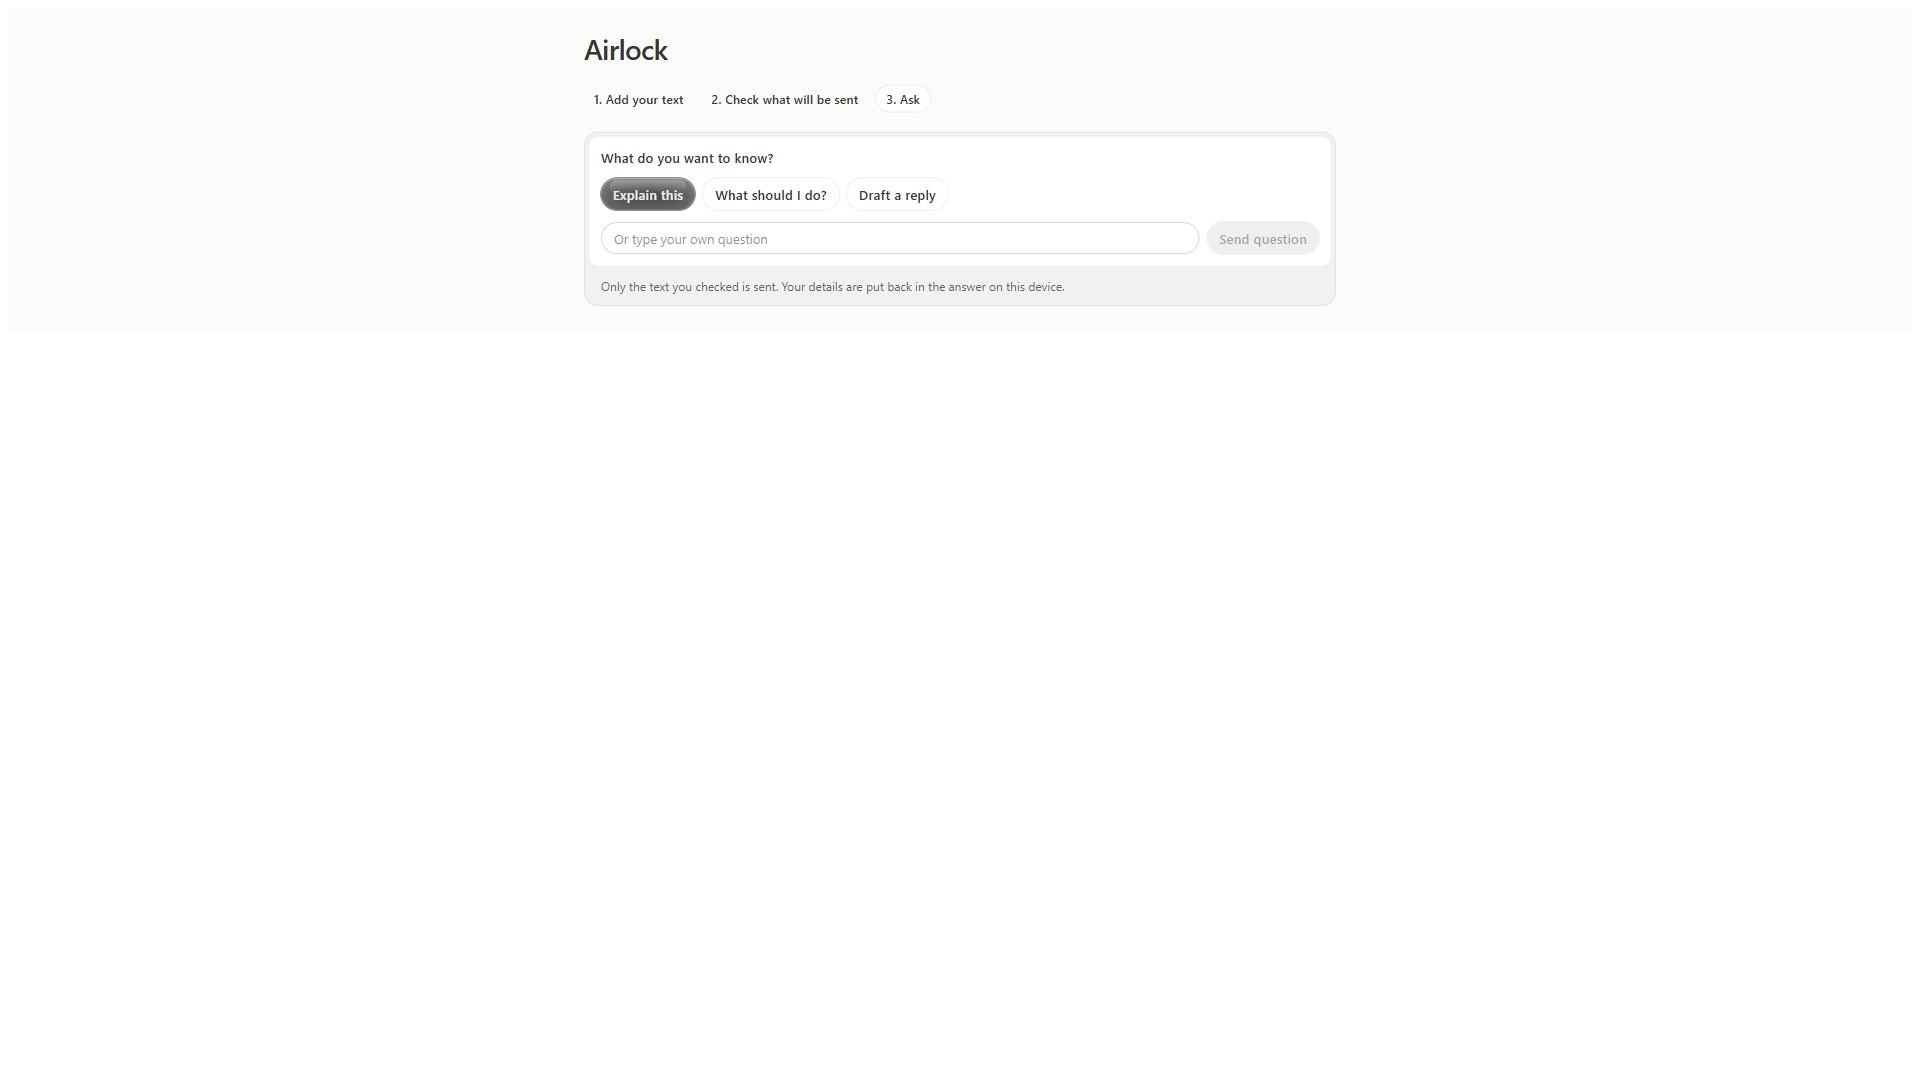 Airlock
1. Add your text 2. Check what will be sent 3. Ask
What do you want to know?
Explain this What should I do? Draft a reply
Or type your own question Send question
Only the text you checked is sent. Your details are put back in the answer on this device.